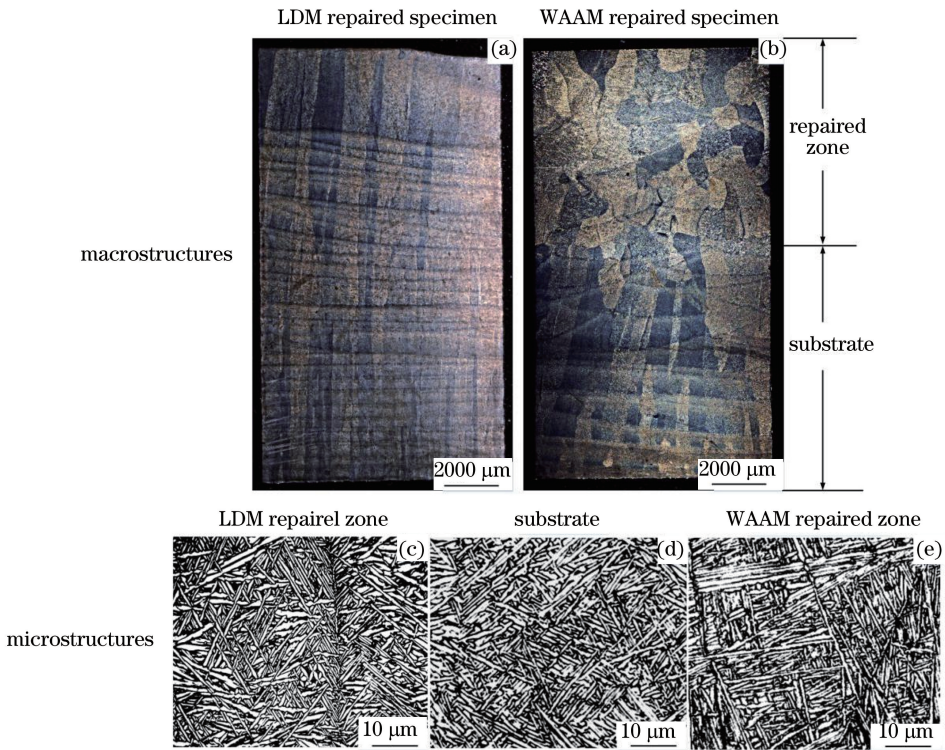 LDM repaired specimen
WAAM repaired specimen
(a)
(b)
repaired
zone
macrostructures
substrate
2000 μm
2000 μm
LDM repairel zone
substrate
WAAM repaired zone
(c)
(d)
(e)
microstructures
10 μm
10 μm
10 μm